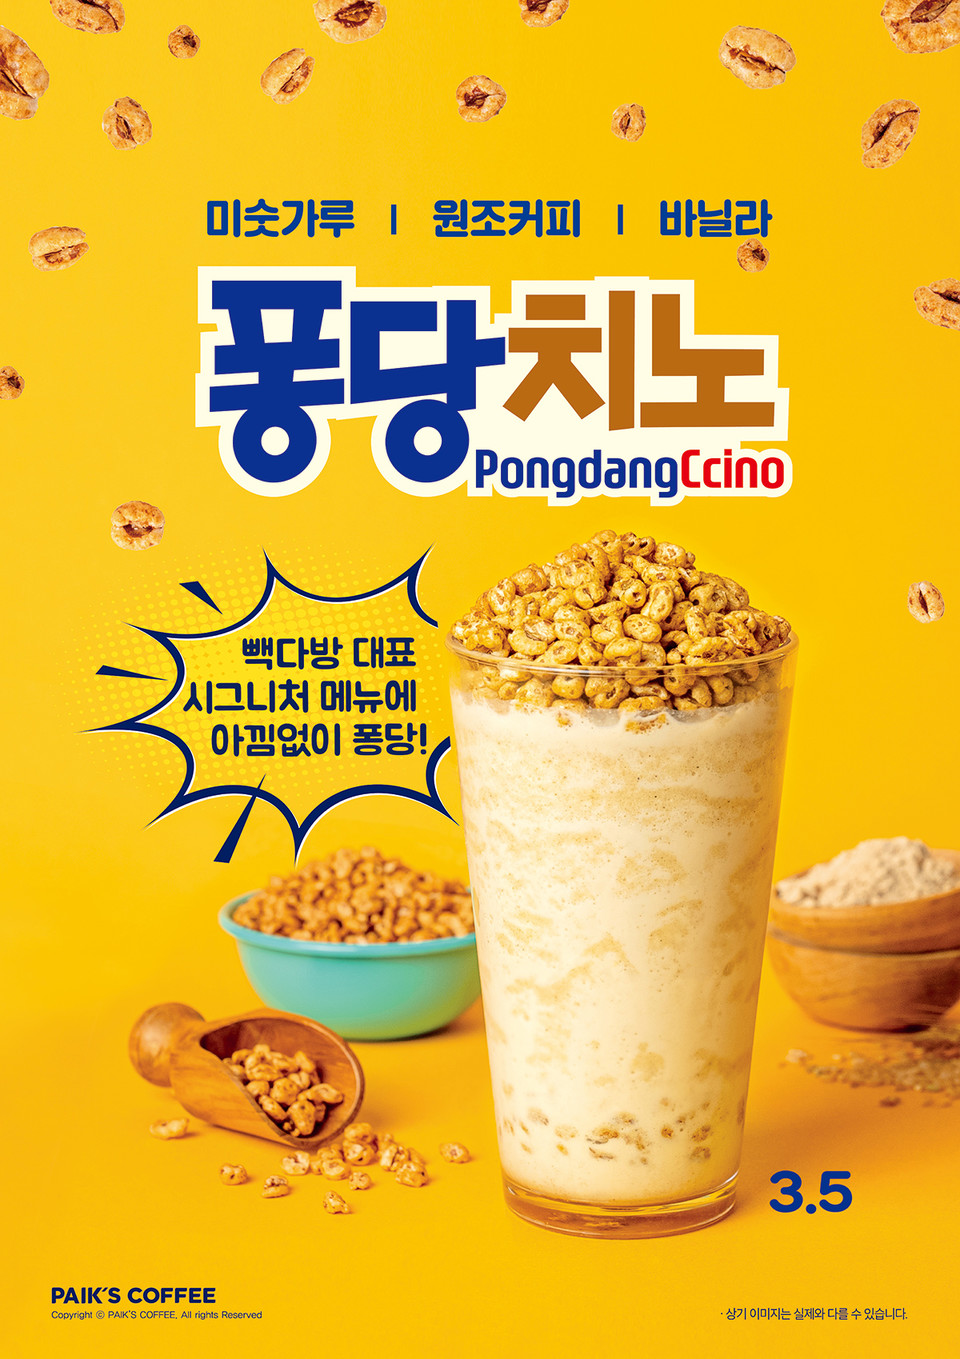 미숫가루 | 원조커피 | 바닐라
퐁당치노
PongdangCcino
빽다방 대표
시그니처 메뉴에
아낌없이 퐁당!
3.5
PAIK'S COFFEE
Copyright ⓒ PAIK'S COFFEE, All rights Reserved
· 상기 이미지는 실제와 다를 수 있습니다.